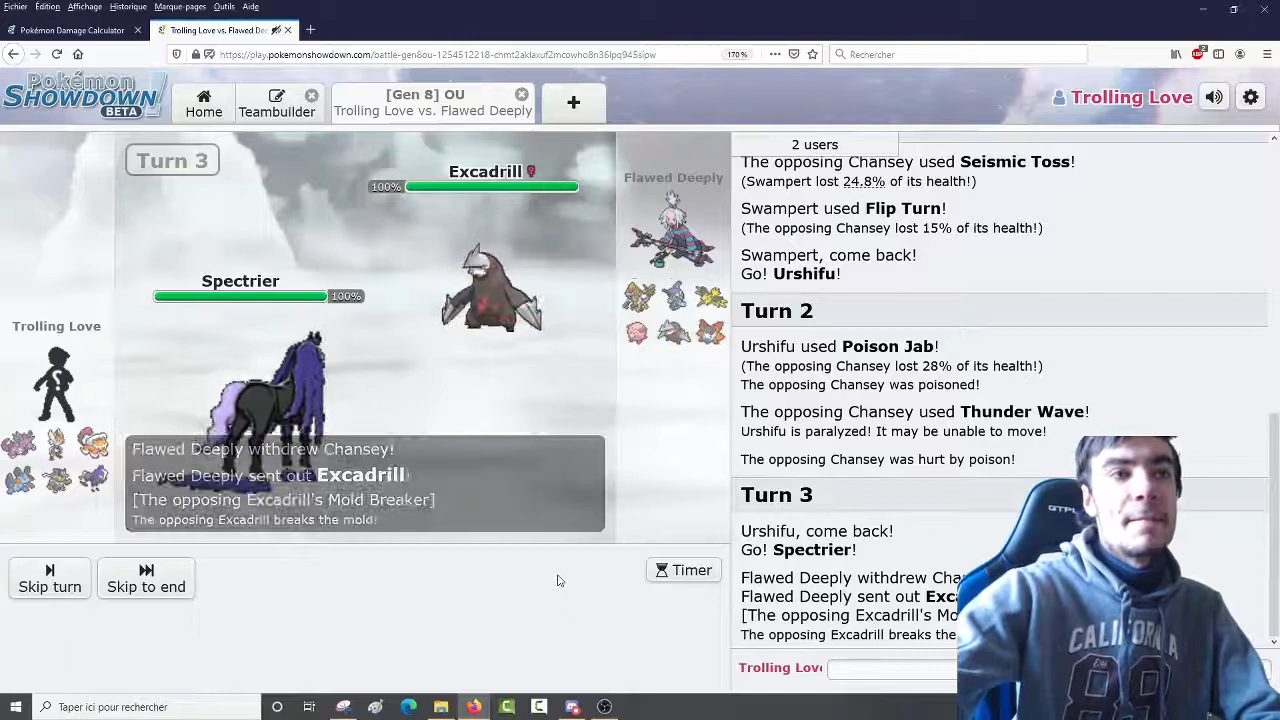 Fichier Édition Affichage Historique Marque-pages Outils Aide
Pokémon Damage Calculator
Trolling Love vs. Flawed Dee
https://play.pokemonshowdown.com/battle-gen8ou-1254512218-chmt2aklaxuf2mcowho8n36lpq945sipw
170%
Rechercher
Pokémon
SHOWDOWN
BETA
Home
Teambuilder
[Gen 8] OU
Trolling Love vs. Flawed Deeply
Trolling Love
2 users
Turn 3
Excadrill
100%
Flawed Deeply
Spectrier
100%
Trolling Love
Flawed Deeply withdrew Chansey!
Flawed Deeply sent out Excadrill
[The opposing Excadrill's Mold Breaker]
The opposing Excadrill breaks the mold!
Skip turn
Skip to end
Timer
The opposing Chansey used Seismic Toss!
(Swampert lost 24.8% of its health!)
Swampert used Flip Turn!
(The opposing Chansey lost 15% of its health!)
Swampert, come back!
Go! Urshifu!
Turn 2
Urshifu used Poison Jab!
(The opposing Chansey lost 28% of its health!)
The opposing Chansey was poisoned!
The opposing Chansey used Thunder Wave!
Urshifu is paralyzed! It may be unable to move!
The opposing Chansey was hurt by poison!
Turn 3
Urshifu, come back!
Go! Spectrier!
Flawed Deeply withdrew Cha
Flawed Deeply sent out Exc
[The opposing Excadrill's Mo
The opposing Excadrill breaks the
Trolling Lov
GTPL
CALIFORNIA
89
Taper ici pour rechercher